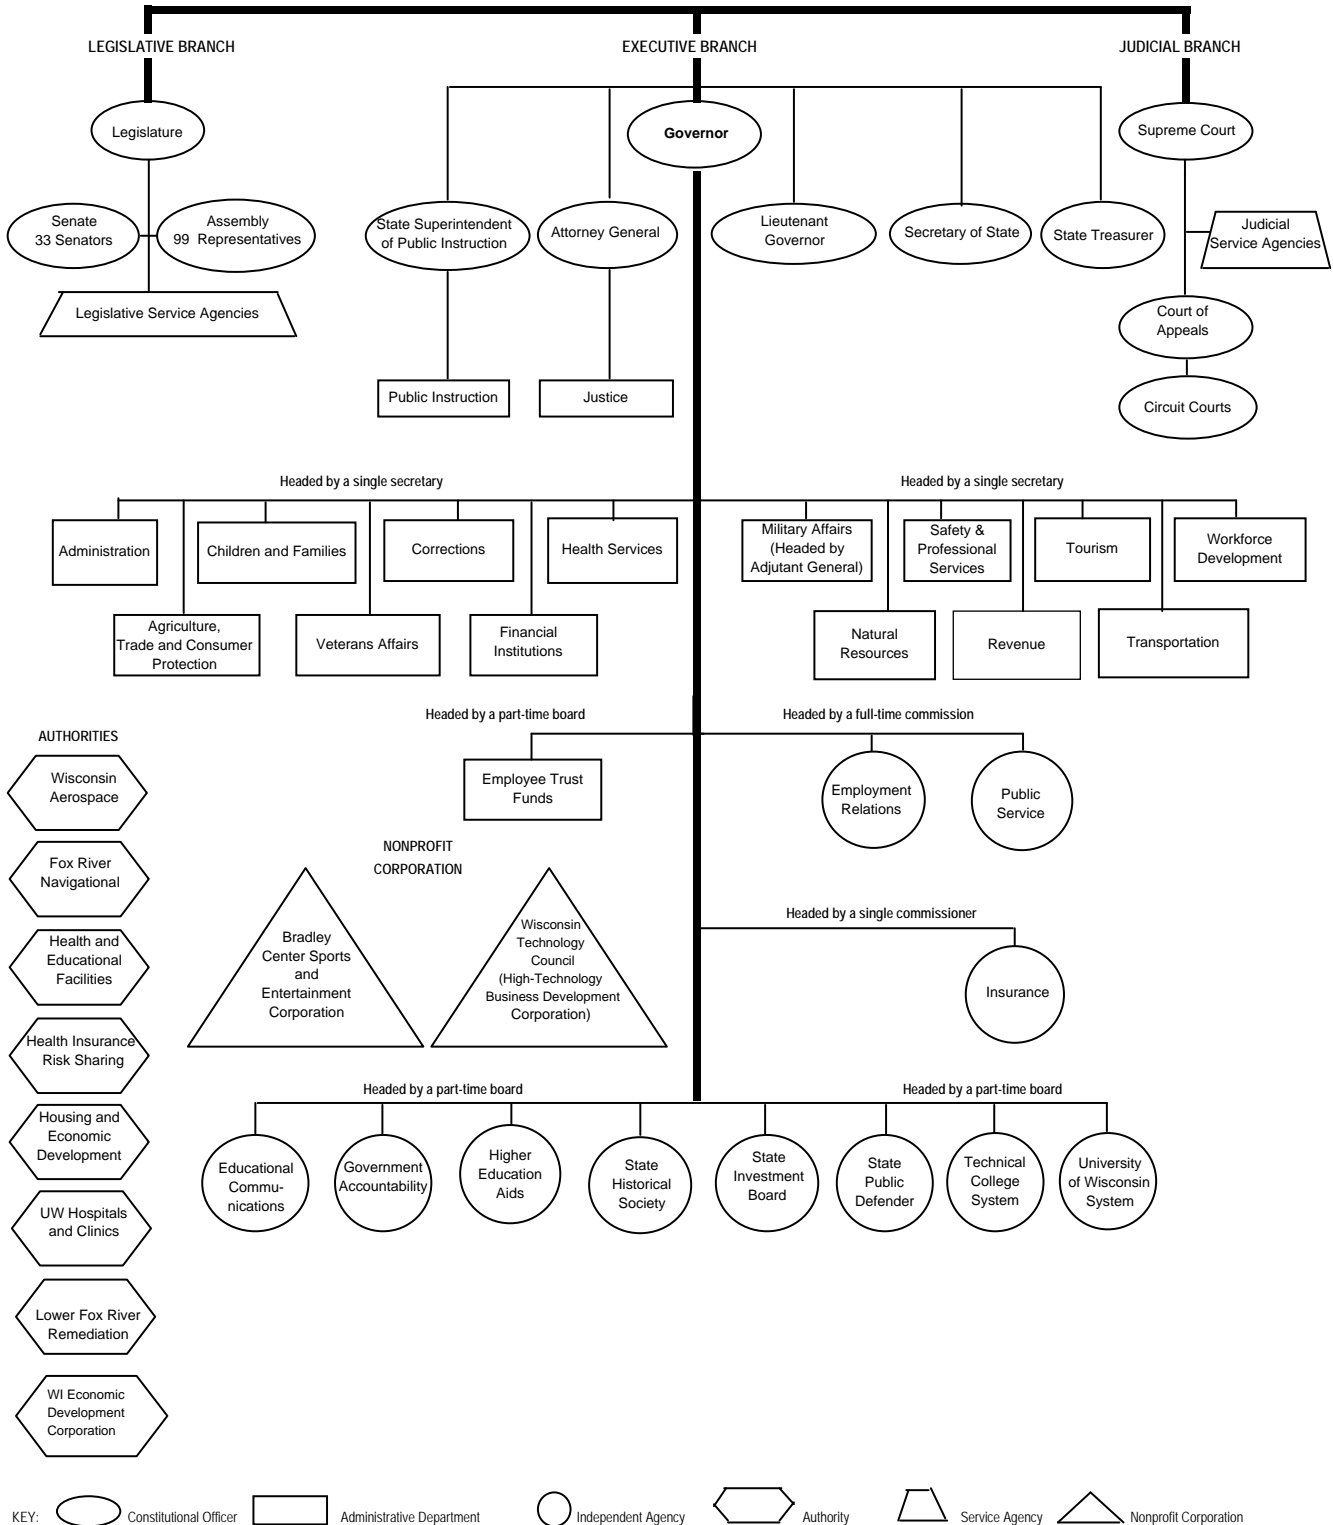 LEGISLATIVE BRANCH
EXECUTIVE BRANCH
JUDICIAL BRANCH
Legislature
Governor
Supreme Court
Senate
33 Senators
Assembly
99 Representatives
State Superintendent
of Public Instruction
Attorney General
Lieutenant
Governor
Secretary of State
State Treasurer
Judicial
Service Agencies
Legislative Service Agencies
Court of
Appeals
Public Instruction
Justice
Circuit Courts
Headed by a single secretary
Headed by a single secretary
Administration
Children and Families
Corrections
Health Services
Military Affairs
(Headed by
Adjutant General)
Safety &
Professional
Services
Tourism
Workforce
Development
Agriculture,
Trade and Consumer
Protection
Veterans Affairs
Financial
Institutions
Natural
Resources
Revenue
Transportation
Headed by a part-time board
Headed by a full-time commission
Employee Trust
Funds
Employment
Relations
Public
Service
AUTHORITIES
Wisconsin
Aerospace
Fox River
Navigational
Health and
Educational
Facilities
Health Insurance
Risk Sharing
Housing and
Economic
Development
UW Hospitals
and Clinics
Lower Fox River
Remediation
WI Economic
Development
Corporation
NONPROFIT
CORPORATION
Bradley
Center Sports
and
Entertainment
Corporation
Wisconsin
Technology
Council
(High-Technology
Business Development
Corporation)
Headed by a single commissioner
Insurance
Headed by a part-time board
Headed by a part-time board
Educational
Commu-
nications
Government
Accountability
Higher
Education
Aids
State
Historical
Society
State
Investment
Board
State
Public
Defender
Technical
College
System
University
of Wisconsin
System
KEY:
Constitutional Officer
Administrative Department
Independent Agency
Authority
Service Agency
Nonprofit Corporation